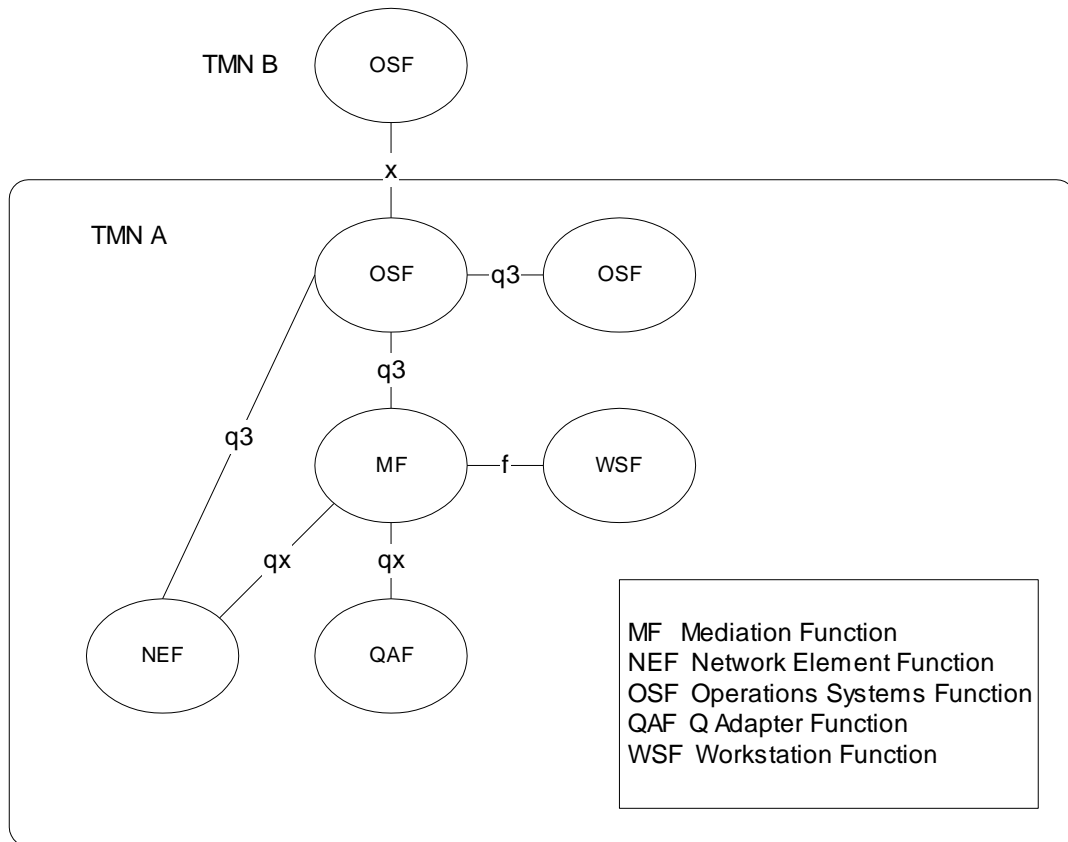 TMN B
OSF
x
TMN A
OSF
q3
OSF
q3
q3
MF
f
WSF
qx
qx
NEF
QAF
MF Mediation Function
NEF Network Element Function
OSF Operations Systems Function
QAF Q Adapter Function
WSF Workstation Function